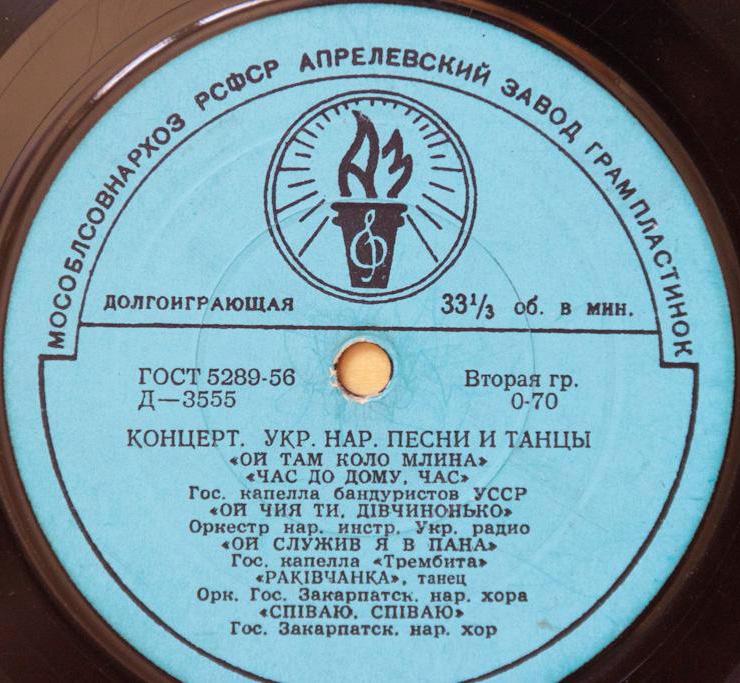 МОСОБЛСОВНАРХОЗ РСФСР АПРЕЛЕВСКИЙ ЗАВОД ГРАМПЛАСТИНОК
АЗ
ДОЛГОИГРАЮЩАЯ 33⅓ об. в мин.
ГОСТ 5289-56 Вторая гр.
Д—3555 0-70
КОНЦЕРТ. УКР. НАР. ПЕСНИ И ТАНЦЫ
«ОЙ ТАМ КОЛО МЛИНА»
«ЧАС ДО ДОМУ, ЧАС»
Гос. капелла бандуристов УССР
«ОЙ ЧИЯ ТИ, ДІВЧИНОНЬКО»
Оркестр нар. инстр. Укр. радио
«ОЙ СЛУЖИВ Я В ПАНА»
Гос. капелла «Трембита»
«РАКІВЧАНКА», танец
Орк. Гос. Закарпатск. нар. хора
«СПІВАЮ, СПІВАЮ»
Гос. Закарпатск. нар. хор